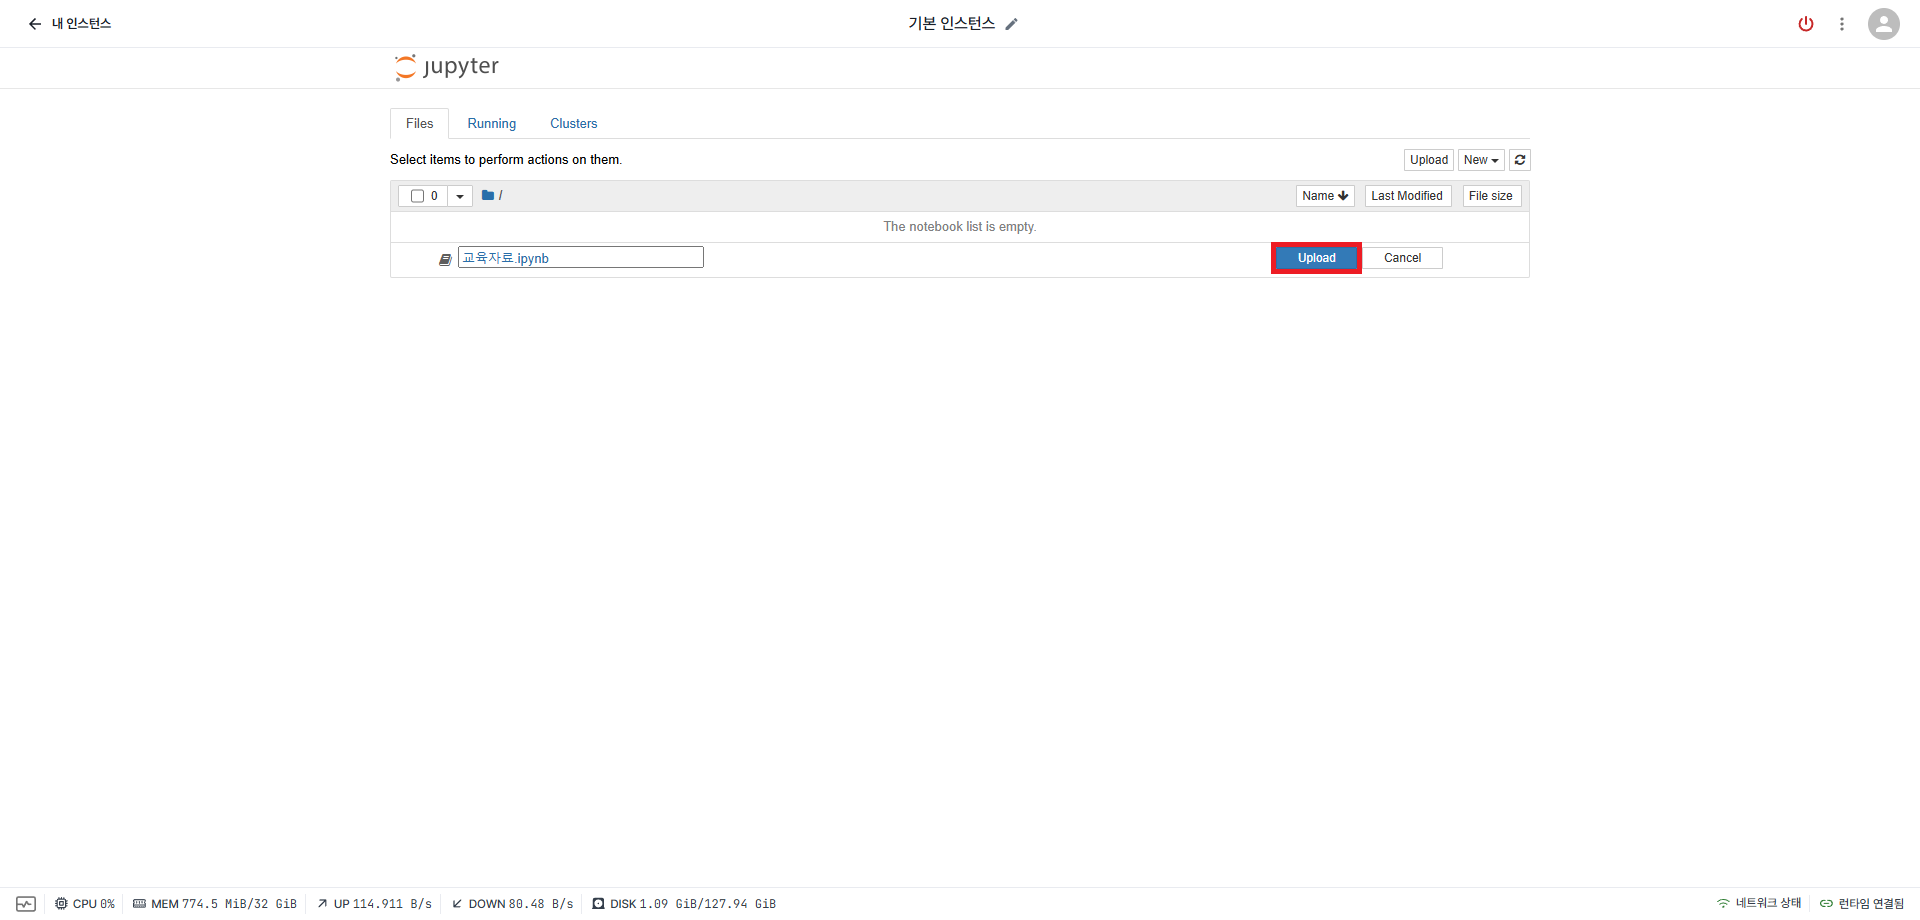 내 인스턴스
기본 인스턴스
jupyter
Files Running Clusters
Select items to perform actions on them.
Upload New
0 / Name Last Modified File size
The notebook list is empty.
교육자료.ipynb Upload Cancel
CPU 0% MEM 774.5 MiB/32 GiB UP 114.911 B/s DOWN 80.48 B/s DISK 1.09 GiB/127.94 GiB 네트워크 상태 런타임 연결됨